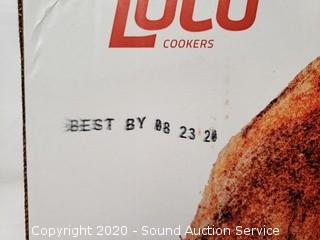 LOCO
COOKERS
BEST BY 08 23 20
Copyright 2020 - Sound Auction Service